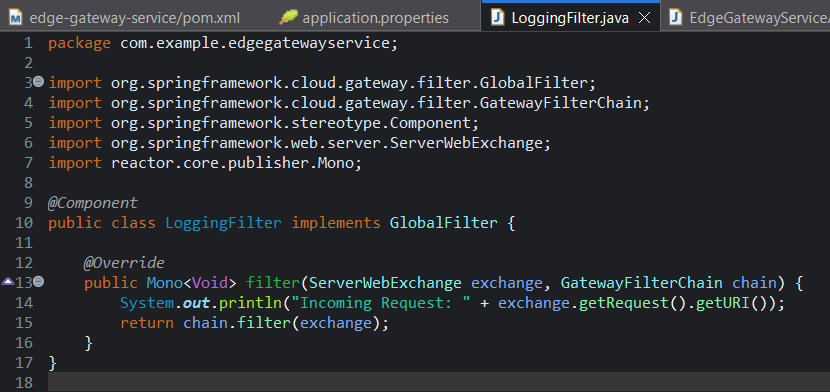 edge-gateway-service/pom.xml application.properties LoggingFilter.java EdgeGatewayService
1 package com.example.edgegatewayservice;
2
3 import org.springframework.cloud.gateway.filter.GlobalFilter;
4 import org.springframework.cloud.gateway.filter.GatewayFilterChain;
5 import org.springframework.stereotype.Component;
6 import org.springframework.web.server.ServerWebExchange;
7 import reactor.core.publisher.Mono;
8
9 @Component
10 public class LoggingFilter implements GlobalFilter {
11
12     @Override
13     public Mono<Void> filter(ServerWebExchange exchange, GatewayFilterChain chain) {
14         System.out.println("Incoming Request: " + exchange.getRequest().getURI());
15         return chain.filter(exchange);
16     }
17 }
18